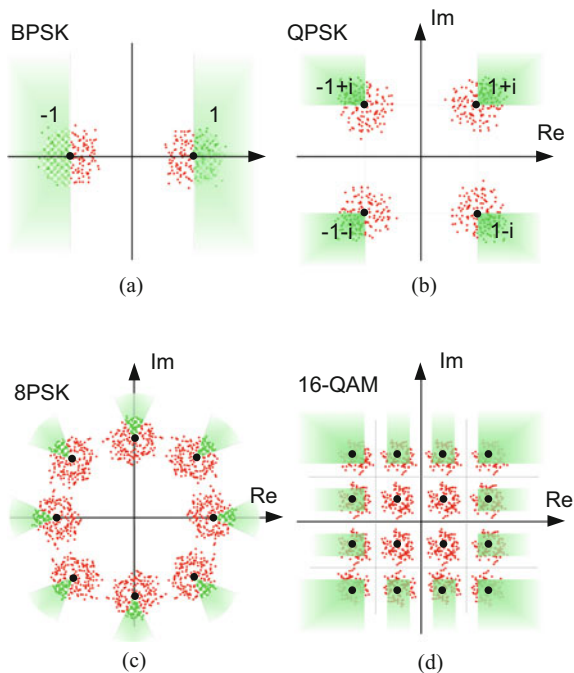 BPSK
-1
1
(a)
Im
QPSK
-1+i
1+i
Re
-1-i
1-i
(b)
Im
8PSK
Re
(c)
Im
16-QAM
Re
(d)